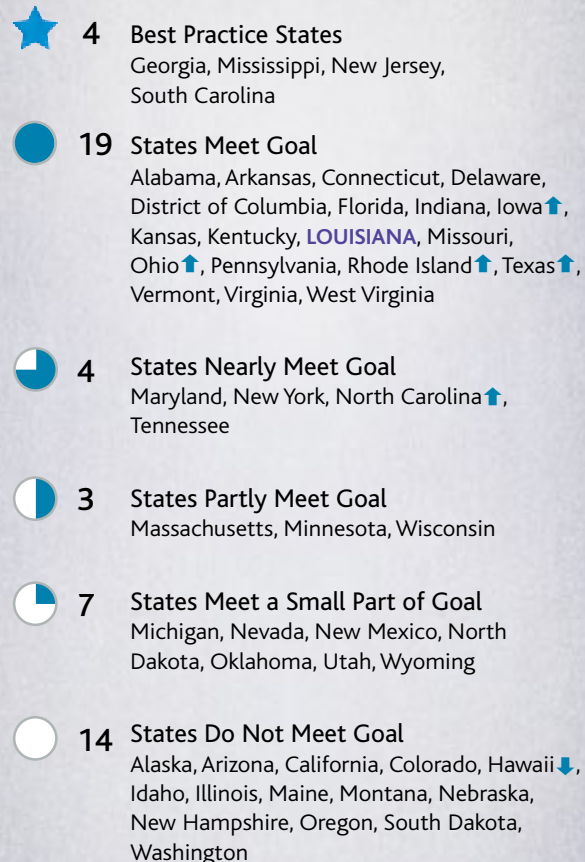 4 Best Practice States
Georgia, Mississippi, New Jersey,
South Carolina
19 States Meet Goal
Alabama, Arkansas, Connecticut, Delaware,
District of Columbia, Florida, Indiana, Iowa⬆,
Kansas, Kentucky, LOUISIANA, Missouri,
Ohio⬆, Pennsylvania, Rhode Island⬆, Texas⬆,
Vermont, Virginia, West Virginia
4 States Nearly Meet Goal
Maryland, New York, North Carolina⬆,
Tennessee
3 States Partly Meet Goal
Massachusetts, Minnesota, Wisconsin
7 States Meet a Small Part of Goal
Michigan, Nevada, New Mexico, North
Dakota, Oklahoma, Utah, Wyoming
14 States Do Not Meet Goal
Alaska, Arizona, California, Colorado, Hawaii⬇,
Idaho, Illinois, Maine, Montana, Nebraska,
New Hampshire, Oregon, South Dakota,
Washington